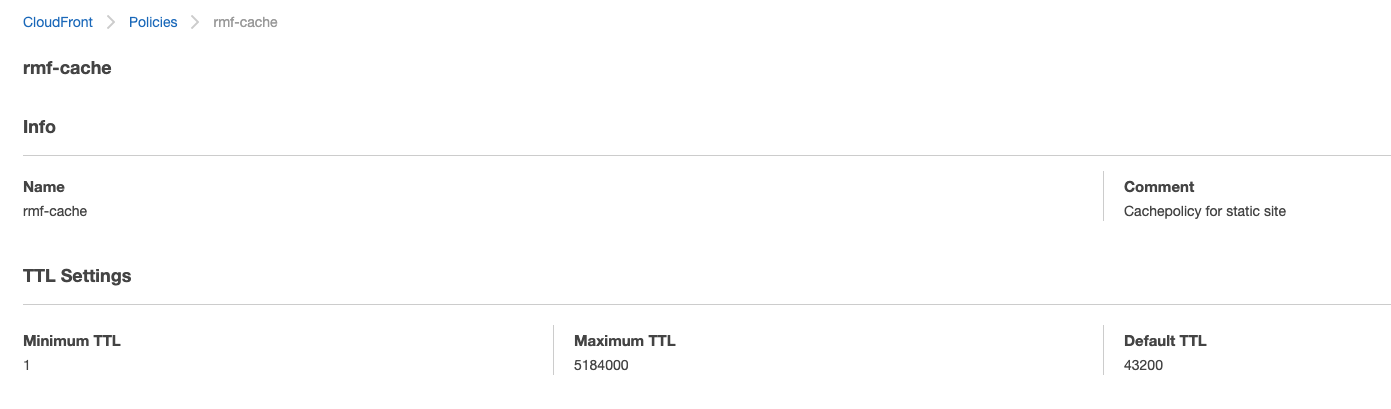 CloudFront Policies rmf-cache
rmf-cache
Info
Name
rmf-cache
Comment
Cachepolicy for static site
TTL Settings
Minimum TTL
1
Maximum TTL
5184000
Default TTL
43200